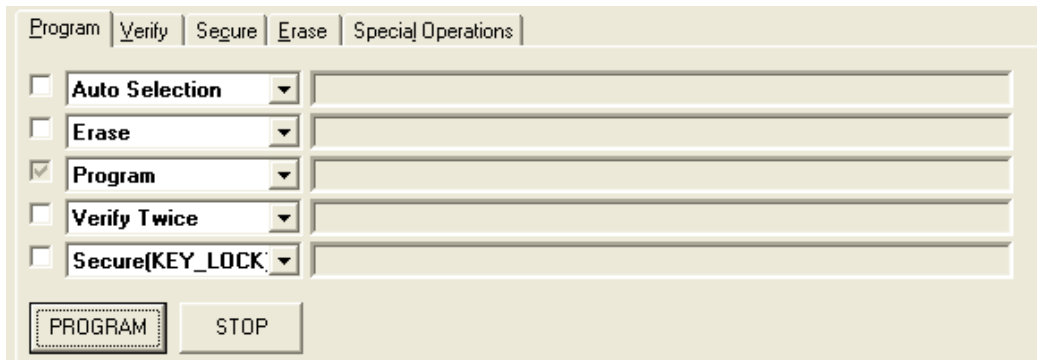 Program Verify Secure Erase Special Operations
Auto Selection
Erase
Program
Verify Twice
Secure(KEY_LOCK)
PROGRAM STOP